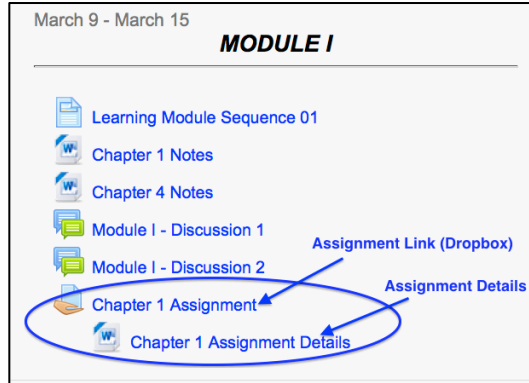 March 9 - March 15
MODULE I
Learning Module Sequence 01
Chapter 1 Notes
Chapter 4 Notes
Module I - Discussion 1
Assignment Link (Dropbox)
Module I - Discussion 2
Assignment Details
Chapter 1 Assignment
Chapter 1 Assignment Details